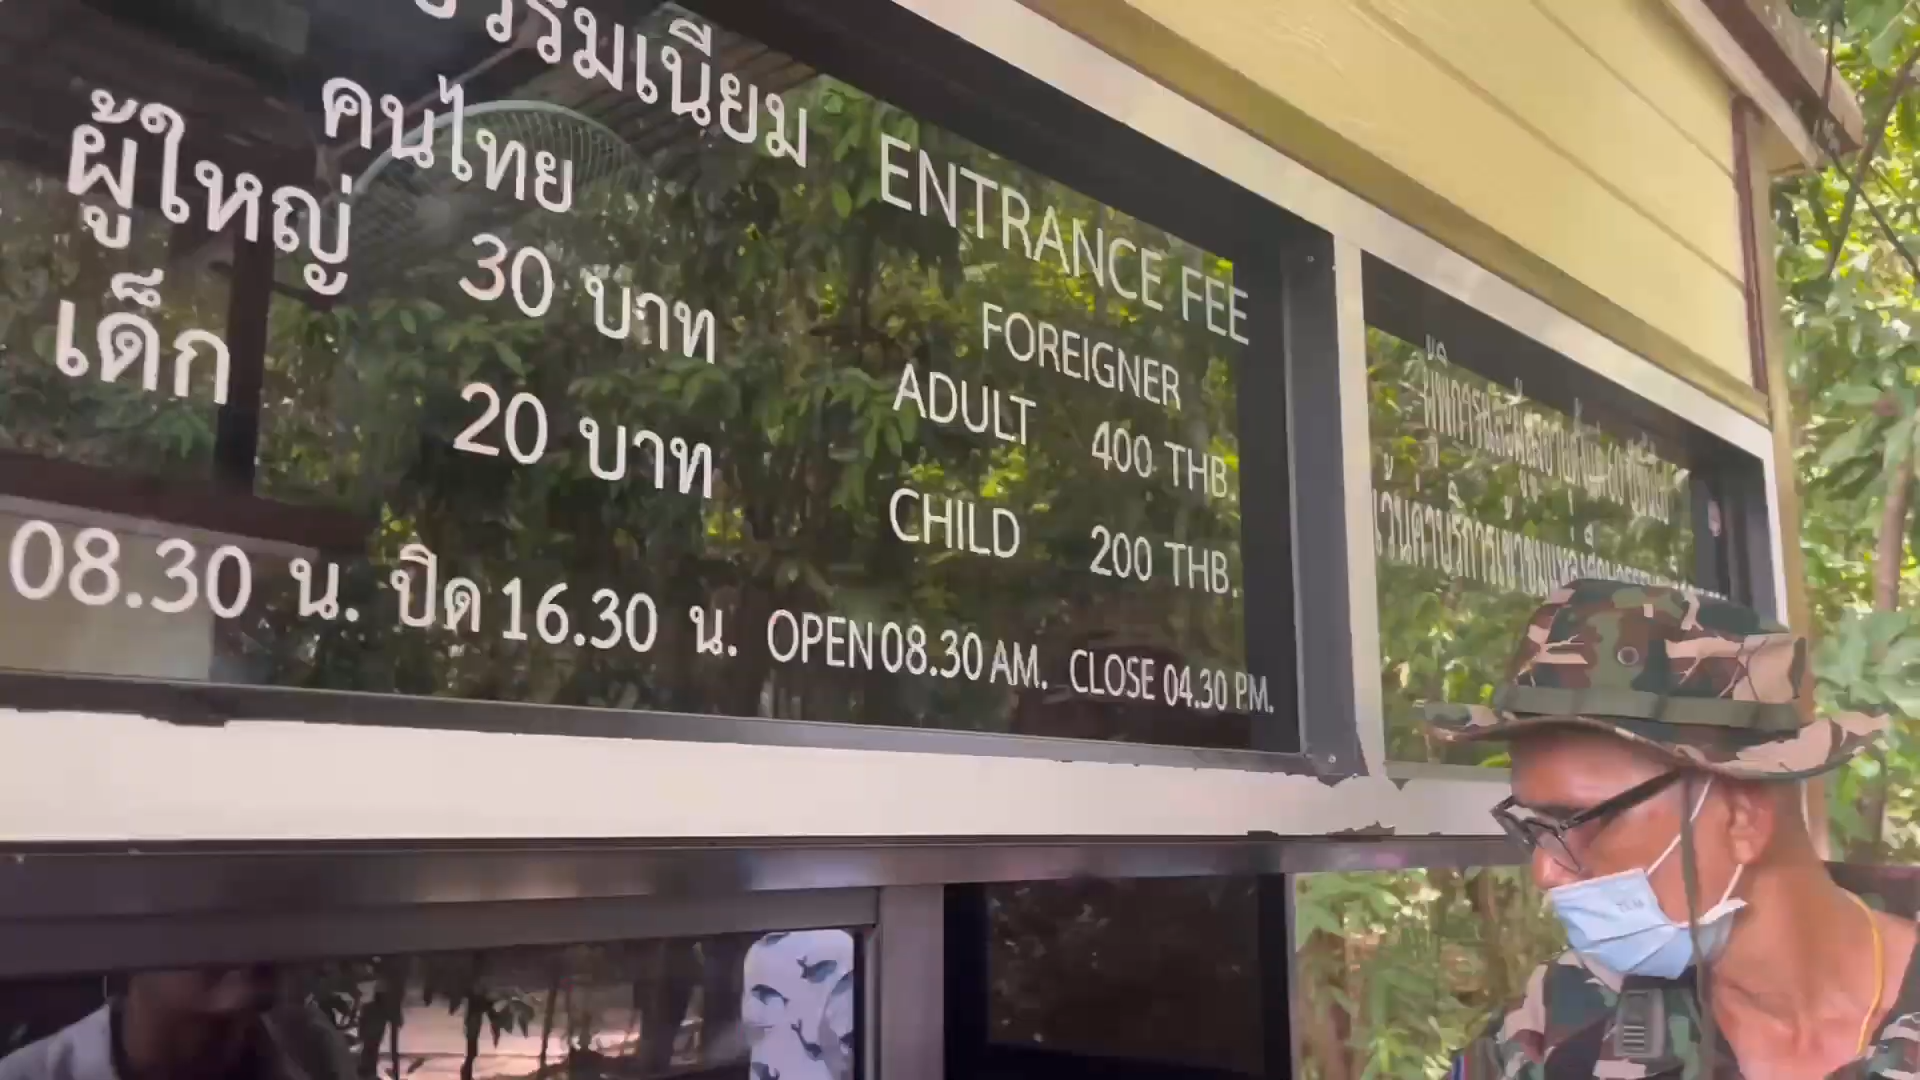 ธรรมเนียม
คนไทย
ผู้ใหญ่ 30 บาท
เด็ก 20 บาท
08.30 น. ปิด 16.30 น.
ENTRANCE FEE
FOREIGNER
ADULT 400 THB.
CHILD 200 THB.
OPEN 08.30 AM. CLOSE 04.30 PM.